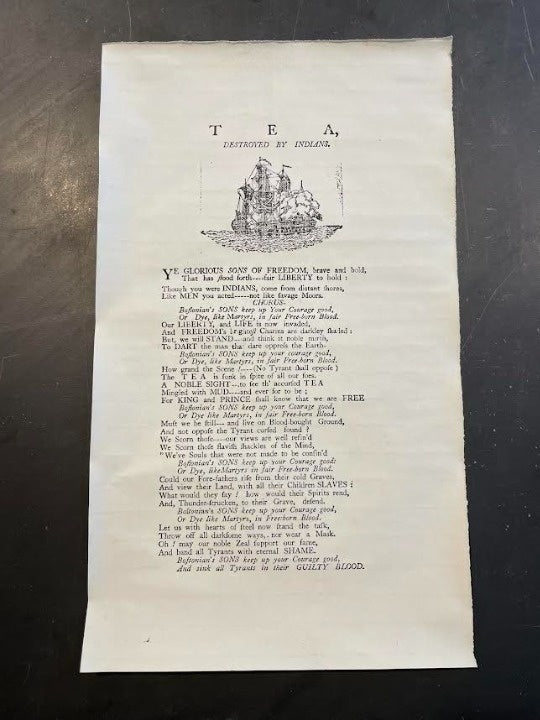 T E A,
DESTROYED BY INDIANS.
YE GLORIOUS SONS OF FREEDOM, brave and bold,
That has ſtood forth----fair LIBERTY to hold ;
Though you were INDIANS, come from diſtant ſhores,
Like MEN you acted-----not like ſavage Moors.
CHORUS-
Boſtonian's SONS keep up your Courage good,
Or Dye, like Martyrs, in fair Free-born Blood.
Our LIBERTY, and LIFE is now invaded,
And FREEDOM's Charms are darkley ſhaded :
But, we will STAND---and think it noble mirth,
To DART the man that dare oppreſs the Earth-
Boſtonian's SONS keep up your courage good,
Or Dye, like Martyrs, in fair Free-born Blood.
How grand the Scene !----(No Tyrant ſhall oppoſe )
The T E A is ſunk in ſpite of all our foes.
A NOBLE SIGHT---to ſee th' accurſed TEA
Mingled with MUD----and ever for to be ;
For KING and PRINCE ſhall know that we are FREE
Boſtonian's SONS keep up your Courage good,
Or Dye like Martyrs, in fair Free-born Blood.
Muſt we be ſtill--- and live on Blood-bought Ground,
And not oppoſe the Tyrant curſed ſound ?
We Scorn thoſe----our views are well refin'd
We Scorn thoſe ſlaviſh ſhackles of the Mind,
"We've Souls that were not made to be confin'd
Boſtonian's SONS keep up your Courage good:
Or Dye, like Martyrs in fair Free-born Blood.
Could our Fore-fathers riſe from their cold Graves,
And view their Land, with all their Children SLAVES ;
What would they ſay ! how would their Spirits rend,
And, Thunder-ſtrucken, to their Grave, deſend.
Boſtonian's SONS keep up your Courage good,
Or Dye, like Martyrs, in Freeborn Blood.
Let us with hearts of ſteel now ſtand the taſk,
Throw off all darkſome ways, nor wear a Maſk.
Oh ! may our noble Zeal ſupport our fame,
And band all Tyrants with eternal SHAME.
Boſtonian's SONS keep up your Courage good,
And sink all Tyrants in their GUILTY BLOOD.